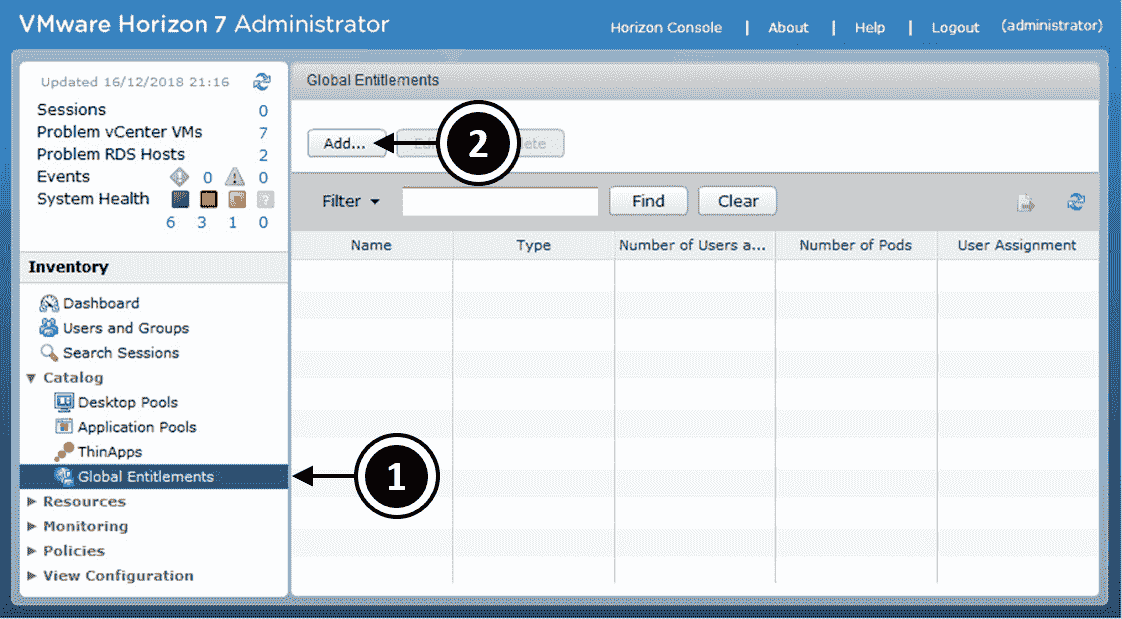 VMware Horizon 7 Administrator
Horizon Console | About | Help | Logout (administrator)
Updated 16/12/2018 21:16
Sessions 0
Problem vCenter VMs 7
Problem RDS Hosts 2
Events 0 0
System Health
6 3 1 0
Inventory
Dashboard
Users and Groups
Search Sessions
Catalog
Desktop Pools
Application Pools
ThinApps
Global Entitlements
Resources
Monitoring
Policies
View Configuration
Global Entitlements
Add...
2
Filter Find Clear
Name Type Number of Users a... Number of Pods User Assignment
1